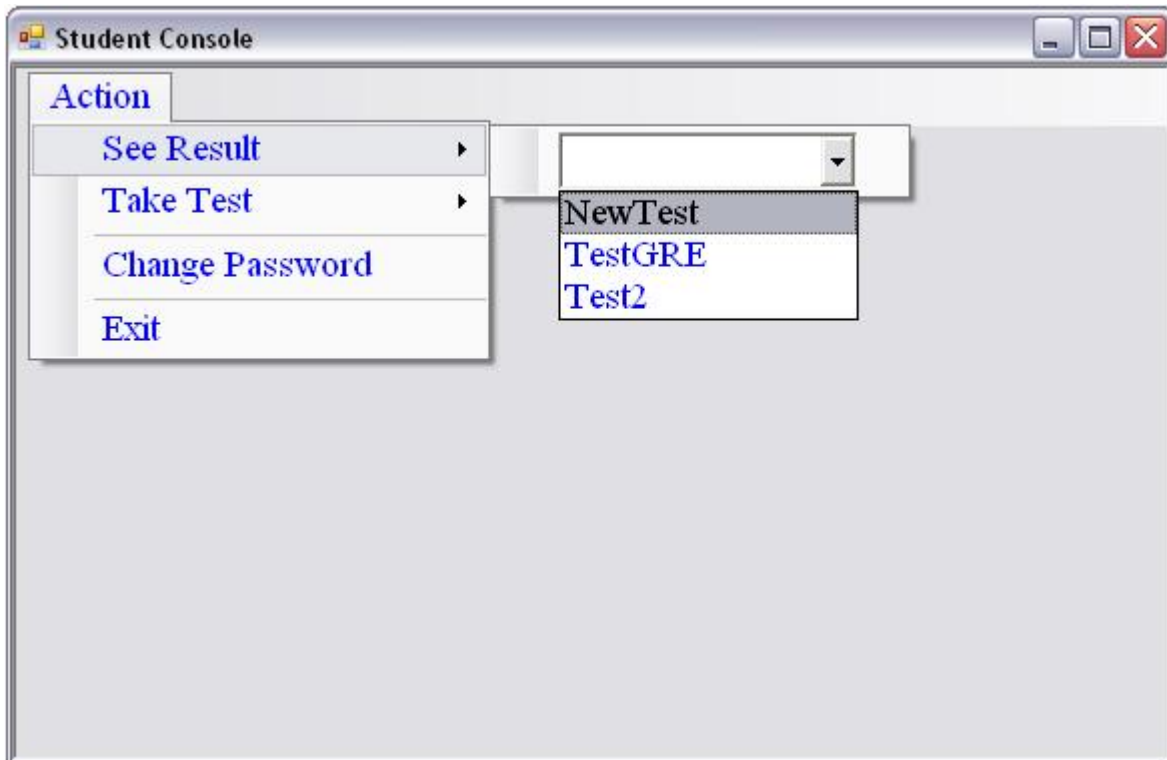 Student Console
Action
See Result
Take Test
Change Password
Exit
NewTest
TestGRE
Test2